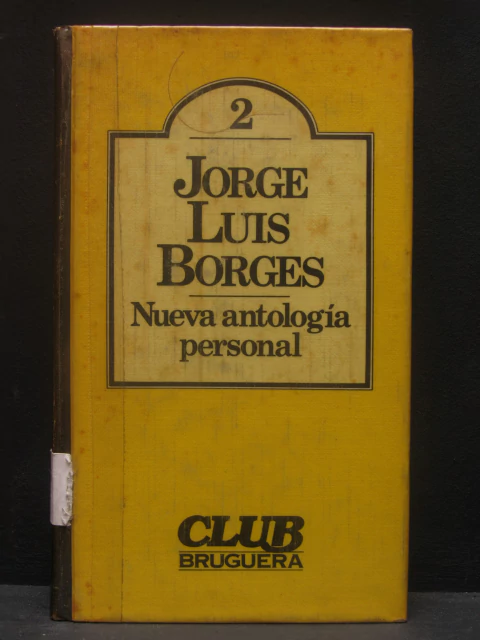 2
JORGE
LUIS
BORGES
Nueva antología
personal
CLUB
BRUGUERA